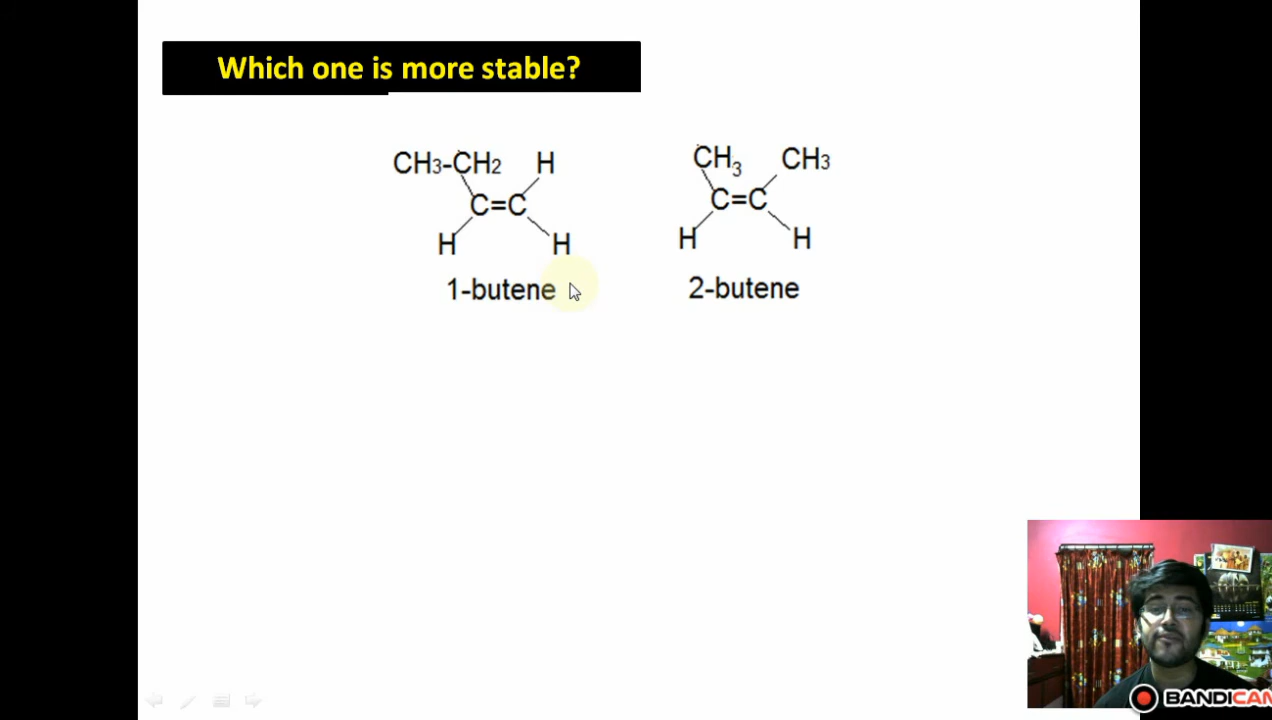 Which one is more stable?
CH3-CH2 H
C=C
H H
1-butene
CH3 CH3
C=C
H H
2-butene
BANDICAM